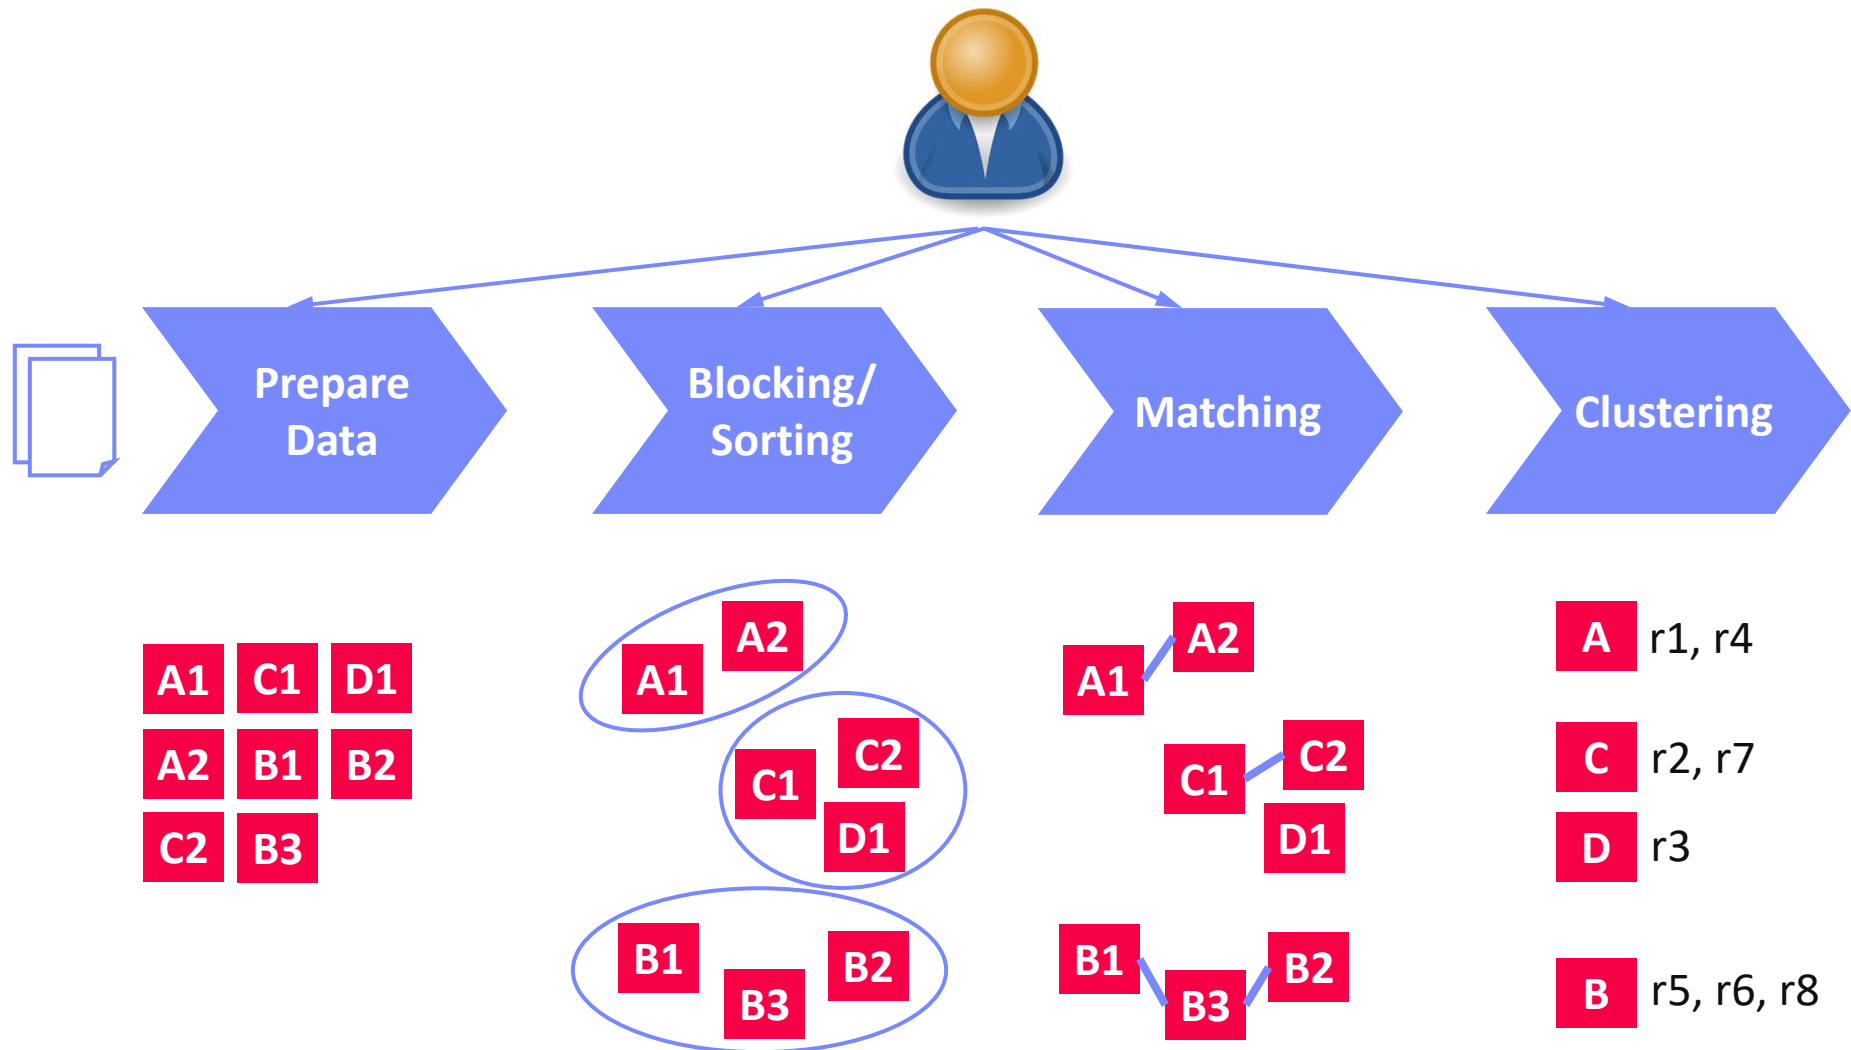 Prepare
Data
Blocking/
Sorting
Matching
Clustering
A1 C1 D1
A2 B1 B2
C2 B3
A2
A1
C2
C1
D1
B1
B2
B3
A2
A1
C2
C1
D1
B1
B2
B3
A r1, r4
C r2, r7
D r3
B r5, r6, r8